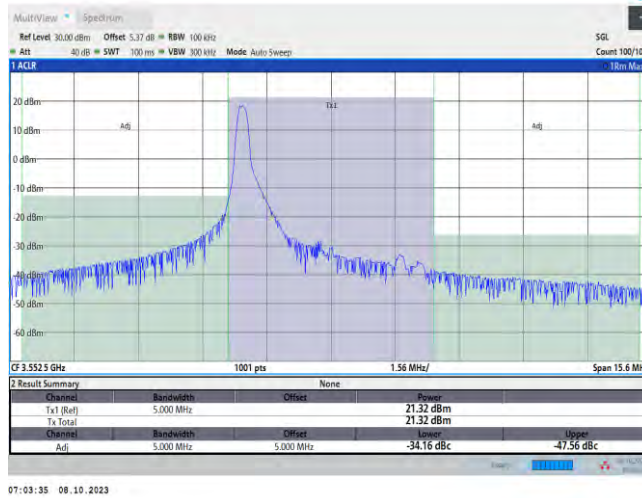 MultiView Spectrum
Ref Level 30.00 dBm Offset 5.37 dB RBW 100 kHz SGL
Att 40 dB SWT 100 ms VBW 300 kHz Mode Auto Sweep Count 100/10
1 ACLR 1Rm Max
20 dBm
Tx1
10 dBm Adj Adj
0 dBm
-10 dBm
-20 dBm
-30 dBm
-40 dBm
-50 dBm
-60 dBm
CF 3.5525 GHz 1001 pts 1.56 MHz/ Span 15.6 MH
2 Result Summary None
Channel Bandwidth Offset Power
Tx1 (Ref) 5.000 MHz 21.32 dBm
Tx Total 21.32 dBm
Channel Bandwidth Offset Lower Upper
Adj 5.000 MHz 5.000 MHz -34.16 dBc -47.56 dBc
07:03:35 08.10.2023